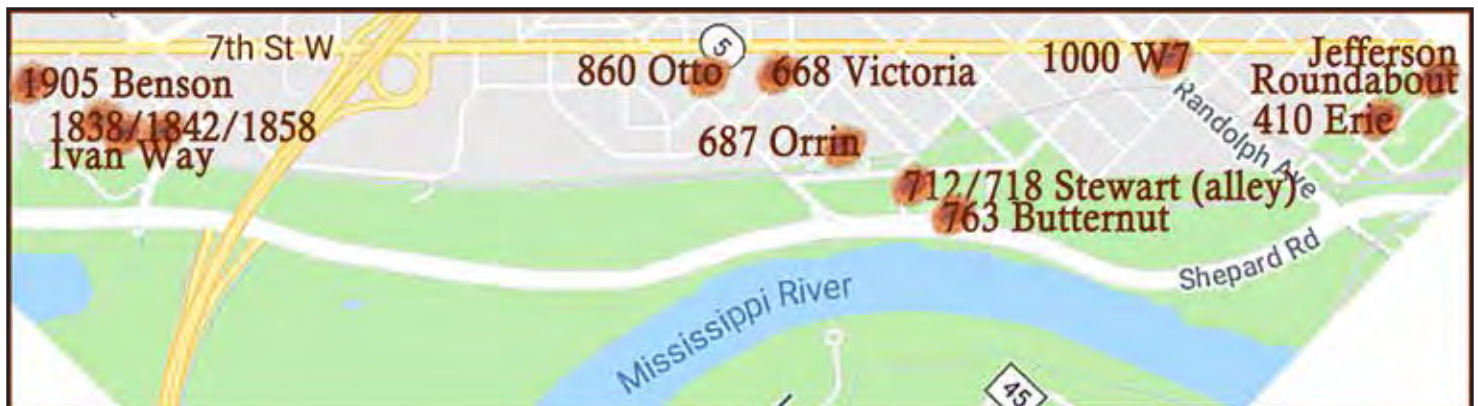 7th St W
5
1905 Benson
1838/1842/1858
Ivan Way
860 Otto
668 Victoria
687 Orrin
1000 W7
Jefferson
Roundabout
410 Erie
Randolph Ave
712/718 Stewart (alley)
763 Butternut
Shepard Rd
Mississippi River
45